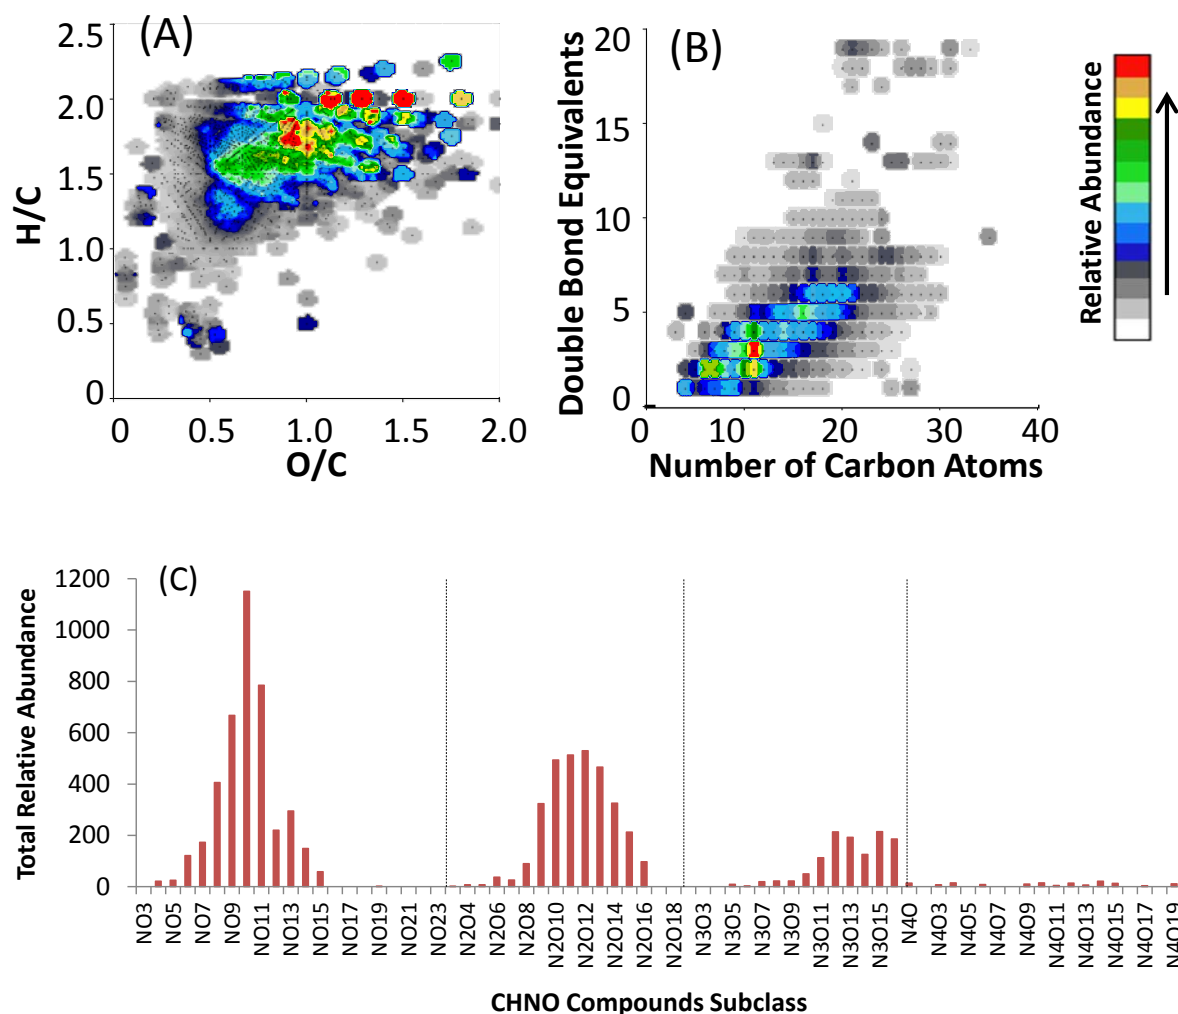 (A)
2.5
2.0
1.5
1.0
0.5
0
H/C
0
0.5
1.0
1.5
2.0
O/C
(B)
20
15
10
5
0
Double Bond Equivalents
0
10
20
30
40
Number of Carbon Atoms
Relative Abundance
(C)
1200
1000
800
600
400
200
0
Total Relative Abundance
NO3
NO5
NO7
NO9
NO11
NO13
NO15
NO17
NO19
NO21
NO23
N2O4
N2O6
N2O8
N2O10
N2O12
N2O14
N2O16
N2O18
N3O3
N3O5
N3O7
N3O9
N3O11
N3O13
N3O15
N4O
N4O3
N4O5
N4O7
N4O9
N4O11
N4O13
N4O15
N4O17
N4O19
CHNO Compounds Subclass